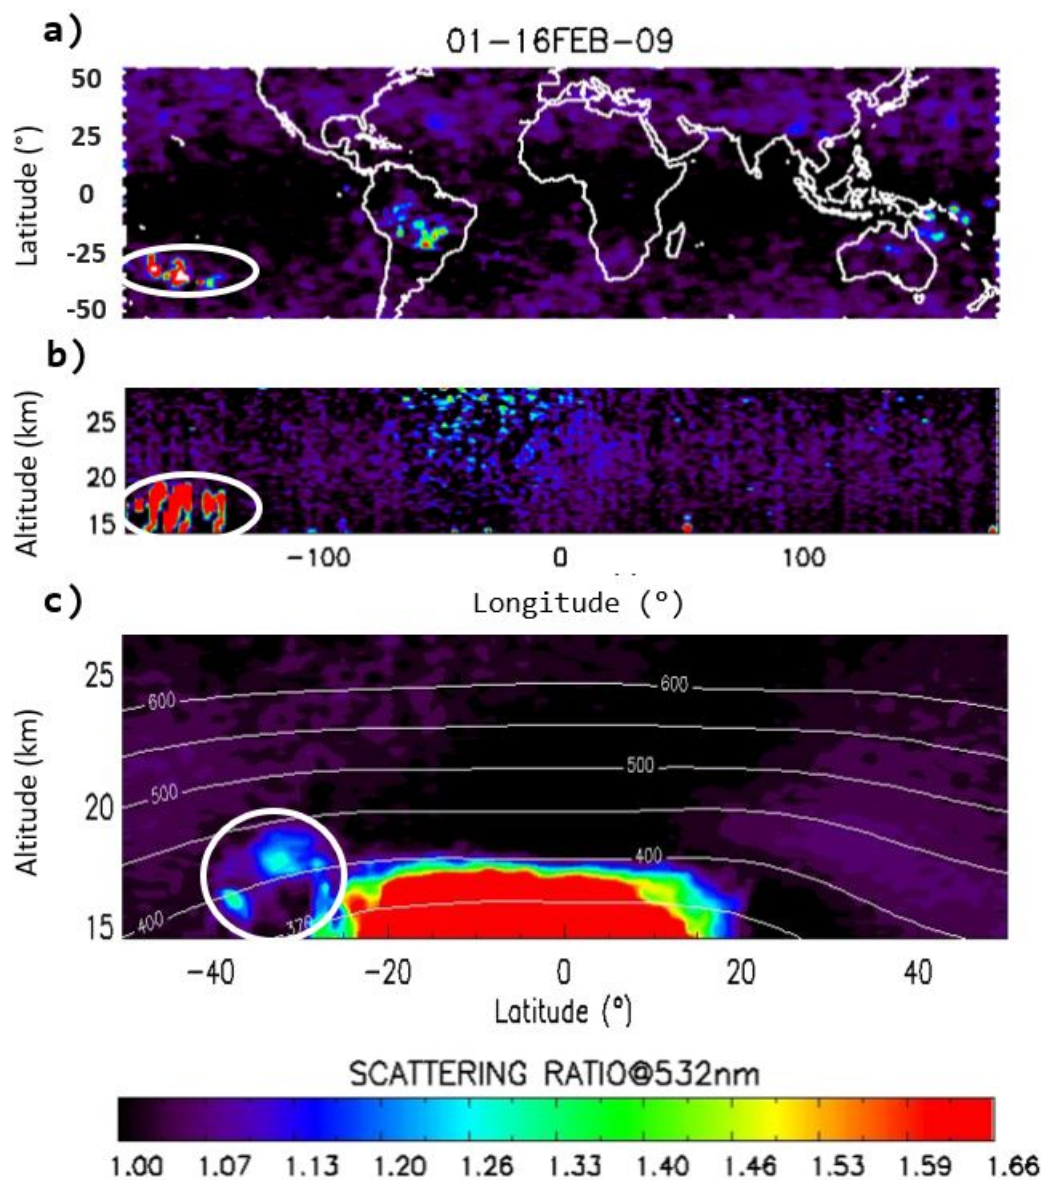 a)
01-16FEB-09
50
25
0
-25
-50
Latitude (°)
b)
25
20
15
Altitude (km)
-100 0 100
Longitude (º)
c)
25
20
15
Altitude (km)
600 600
500 500
400 400
370
-40 -20 0 20 40
Latitude (°)
SCATTERING RATIO@532nm
1.00 1.07 1.13 1.20 1.26 1.33 1.40 1.46 1.53 1.59 1.66